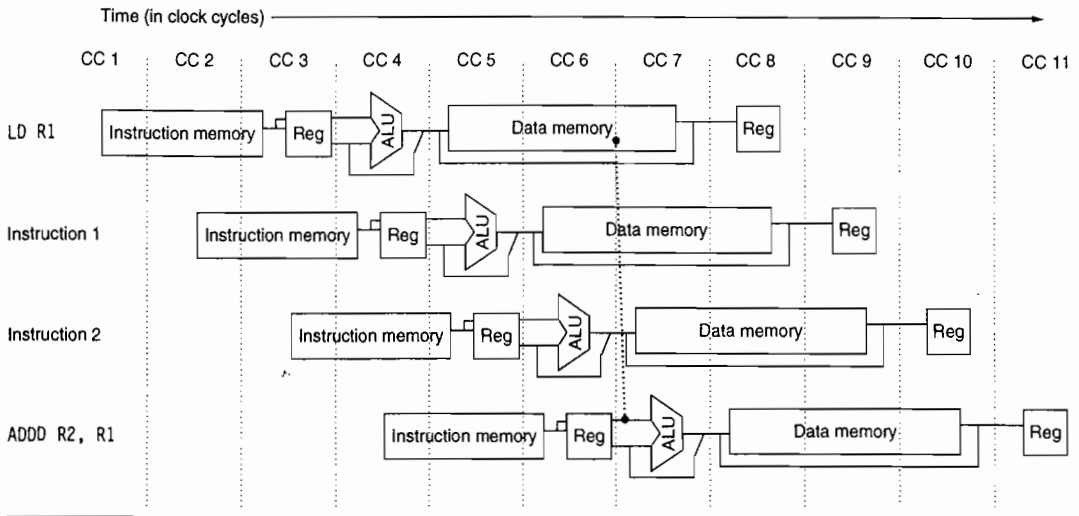 Time (in clock cycles)
CC 1 CC 2 CC 3 CC 4 CC 5 CC 6 CC 7 CC 8 CC 9 CC 10 CC 11
LD R1 Instruction memory Reg ALU Data memory Reg
Instruction 1 Instruction memory Reg ALU Data memory Reg
Instruction 2 Instruction memory Reg ALU Data memory Reg
ADDD R2, R1 Instruction memory Reg ALU Data memory Reg